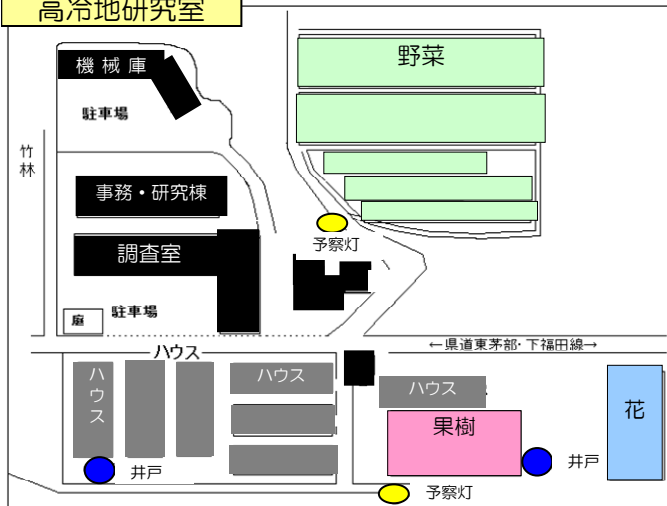 高冷地研究室
機 械 庫
野菜
駐車場
竹林
事務・研究棟
予察灯
調査室
庭
駐車場
←県道東茅部・下福田線→
ハウス
ハウス
ハウス
ハウス
花
果樹
井戸
井戸
予察灯